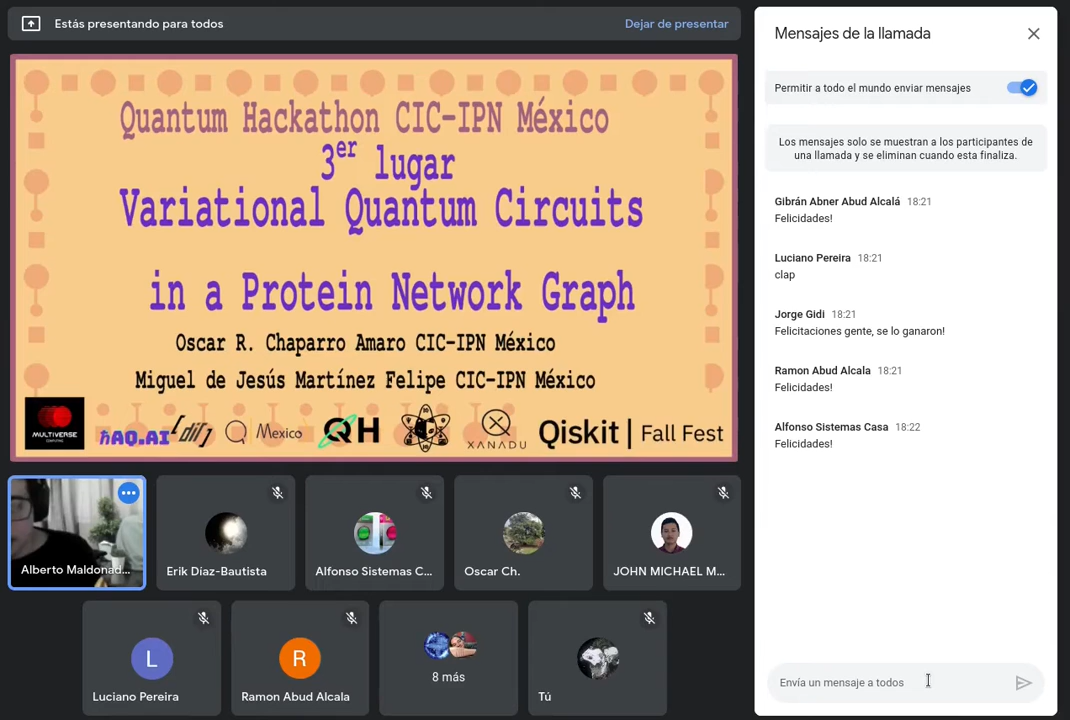 Estás presentando para todos
Dejar de presentar
Quantum Hackathon CIC-IPN México
3er lugar
Variational Quantum Circuits
in a Protein Network Graph
Oscar R. Chaparro Amaro CIC-IPN México
Miguel de Jesús Martínez Felipe CIC-IPN México
MULTIVERSE
COMPUTING
ħAQ.AI
[dif]
Mexico
QH
XANADU
Qiskit | Fall Fest
Alberto Maldonad...
Erik Diaz-Bautista
Alfonso Sistemas C...
Oscar Ch.
JOHN MICHAEL M...
L
Luciano Pereira
R
Ramon Abud Alcala
8 más
Tú
Mensajes de la llamada
Permitir a todo el mundo enviar mensajes
Los mensajes solo se muestran a los participantes de
una llamada y se eliminan cuando esta finaliza.
Gibrán Abner Abud Alcalá 18:21
Felicidades!
Luciano Pereira 18:21
clap
Jorge Gidi 18:21
Felicitaciones gente, se lo ganaron!
Ramon Abud Alcala 18:21
Felicidades!
Alfonso Sistemas Casa 18:22
Felicidades!
Envía un mensaje a todos